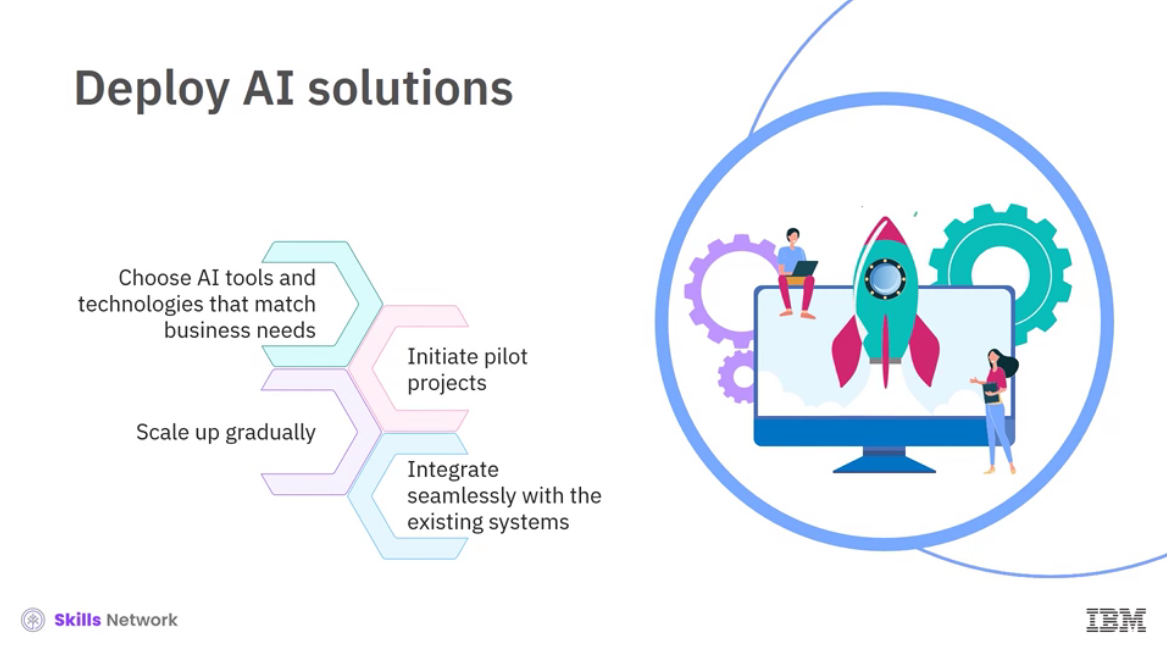 Deploy AI solutions
Choose AI tools and
technologies that match
business needs
Initiate pilot
projects
Scale up gradually
Integrate
seamlessly with the
existing systems
Skills Network
IBM